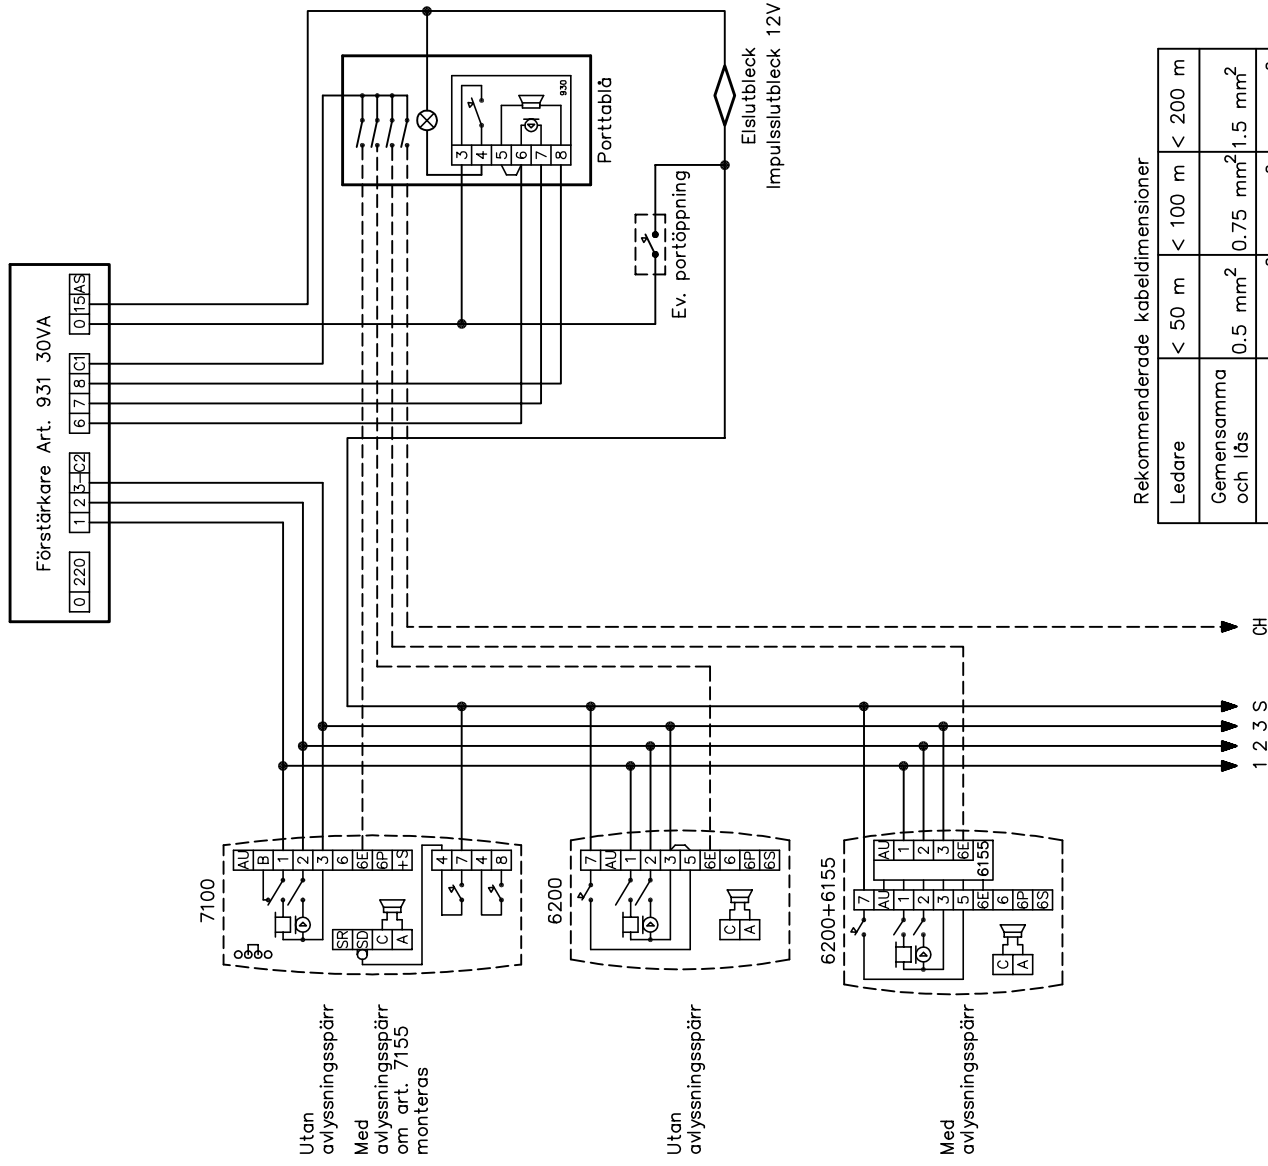 Förstärkare Art. 931 30VA
0 220
1 2 3-C2
6 7 8 C1
0 15 AS
3 4 5 6 7 8
930
Porttablå
Elslutbleck
Impulsslutbleck 12V
Ev. portöppning
7100
AU B 1 2 3 6 6E 6P +S
4 7 4 8
SR SD C A
6200
7 AU 1 2 3 5 6E 6 6P 6S
C A
6200+6155
AU 1 2 3 6E
6155
7 AU 1 2 3 5 6E 6 6P 6S
C A
Utan
avlyssningsspärr
Med
avlyssningsspärr
om art. 7155
monteras
Utan
avlyssningsspärr
Med
avlyssningsspärr
1 2 3 S CH
Rekommenderade kabeldimensioner
Ledare < 50 m < 100 m < 200 m
Gemensamma
och lås 0.5 mm² 0.75 mm² 1.5 mm²